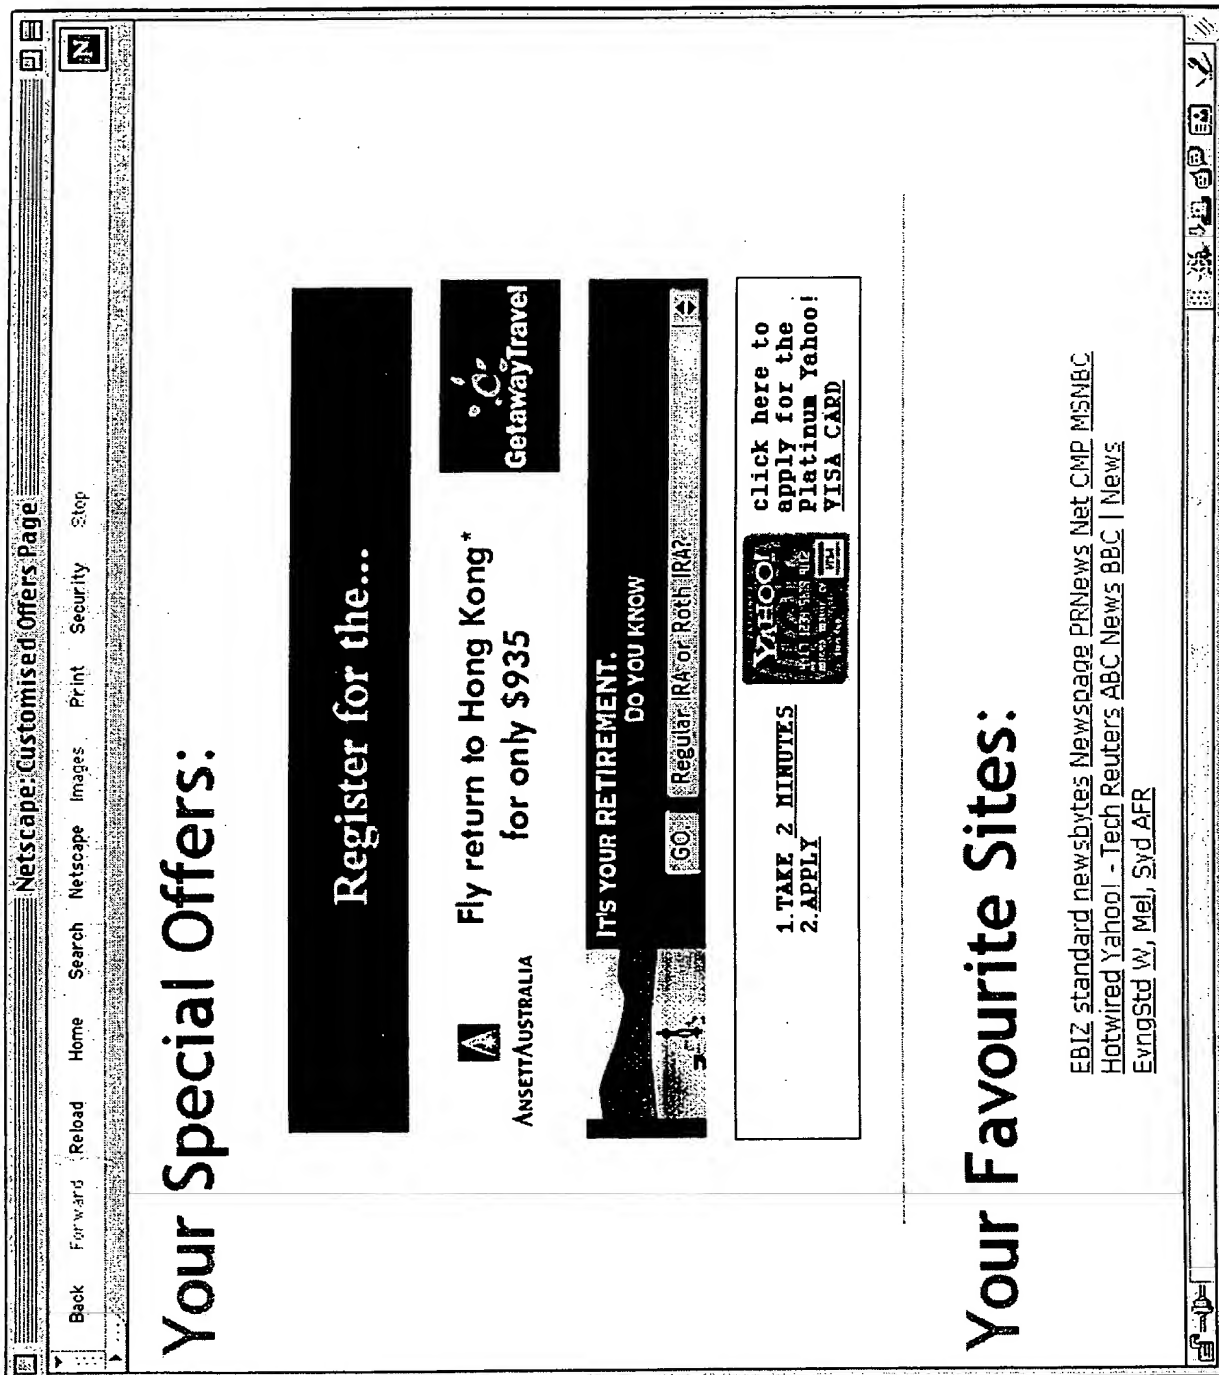 Netscape: Customised Offers Page
Back Forward Reload Home Search Netscape Images Print Security Stop
N
Your Special Offers:
Register for the...
ANSETT AUSTRALIA
Fly return to Hong Kong*
for only $935
GetawayTravel
IT'S YOUR RETIREMENT.
DO YOU KNOW
GO Regular IRA or Roth IRA?
1.TAKE 2 MINUTES
2.APPLY
YAHOO!
VISA
click here to
apply for the
Platinum Yahoo!
VISA CARD
Your Favourite Sites:
EBIZ standard newsbytes Newspage PRNews Net CMP MSNBC
Hotwired Yahoo! - Tech Reuters ABC News BBC | News
EvngStd W, Mel, Syd AFR